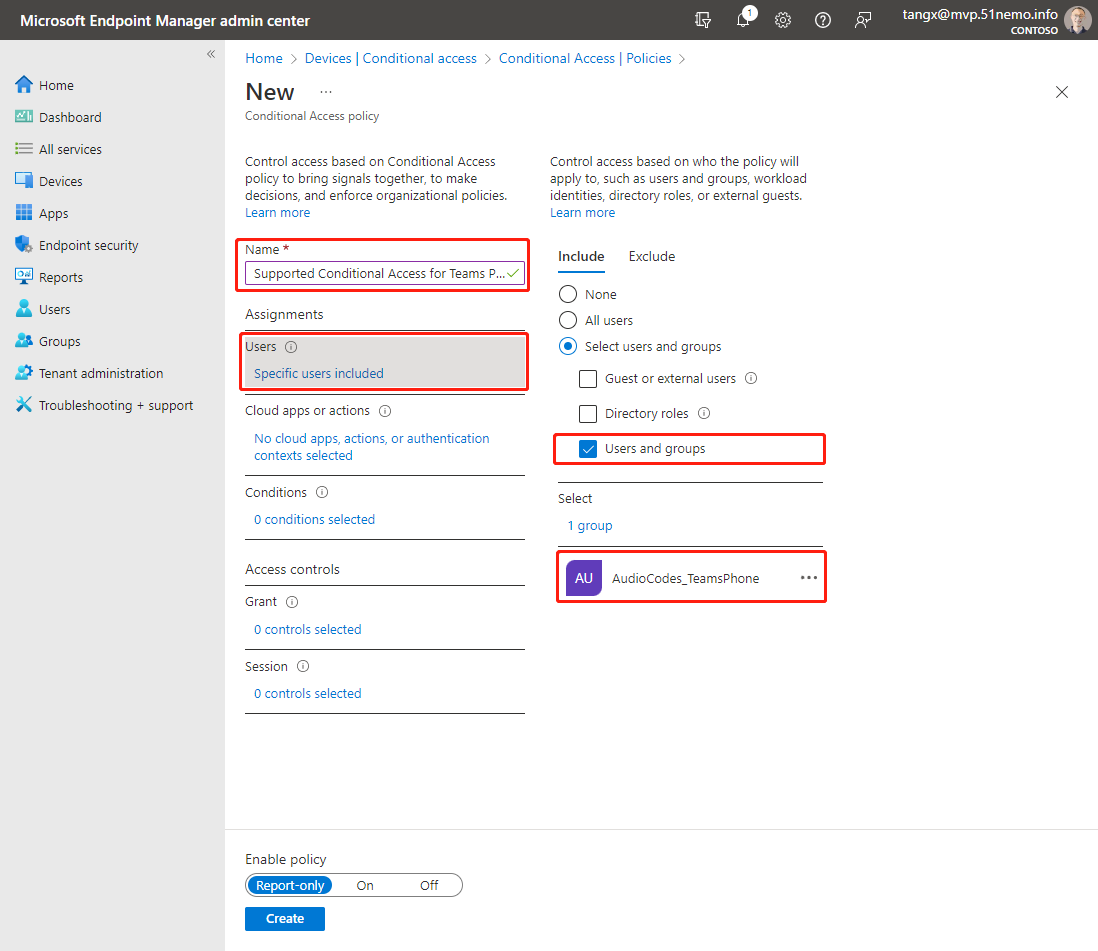 Microsoft Endpoint Manager admin center
1
tangx@mvp.51nemo.info
CONTOSO
«
Home
Dashboard
All services
Devices
Apps
Endpoint security
Reports
Users
Groups
Tenant administration
Troubleshooting + support
Home > Devices | Conditional access > Conditional Access | Policies >
New ...
Conditional Access policy
Control access based on Conditional Access
policy to bring signals together, to make
decisions, and enforce organizational policies.
Learn more
Name *
Supported Conditional Access for Teams P...
Assignments
Users
Specific users included
Cloud apps or actions
No cloud apps, actions, or authentication
contexts selected
Conditions
0 conditions selected
Access controls
Grant
0 controls selected
Session
0 controls selected
Control access based on who the policy will
apply to, such as users and groups, workload
identities, directory roles, or external guests.
Learn more
Include Exclude
None
All users
Select users and groups
Guest or external users
Directory roles
Users and groups
Select
1 group
AU AudioCodes_TeamsPhone ...
Enable policy
Report-only On Off
Create